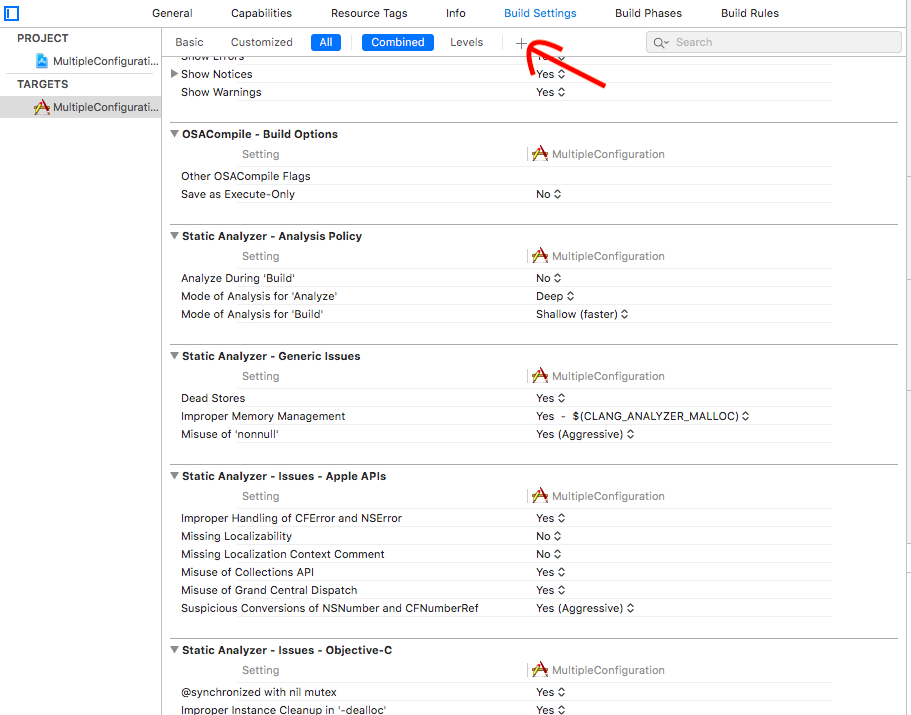 General Capabilities Resource Tags Info Build Settings Build Phases Build Rules
PROJECT
MultipleConfigurati...
TARGETS
MultipleConfigurati...
Basic Customized All Combined Levels + Search
Show Errors Yes
Show Notices Yes
Show Warnings Yes
OSACompile - Build Options
Setting MultipleConfiguration
Other OSACompile Flags
Save as Execute-Only No
Static Analyzer - Analysis Policy
Setting MultipleConfiguration
Analyze During 'Build' No
Mode of Analysis for 'Analyze' Deep
Mode of Analysis for 'Build' Shallow (faster)
Static Analyzer - Generic Issues
Setting MultipleConfiguration
Dead Stores Yes
Improper Memory Management Yes - $(CLANG_ANALYZER_MALLOC)
Misuse of 'nonnull' Yes (Aggressive)
Static Analyzer - Issues - Apple APIs
Setting MultipleConfiguration
Improper Handling of CFError and NSError Yes
Missing Localizability No
Missing Localization Context Comment No
Misuse of Collections API Yes
Misuse of Grand Central Dispatch Yes
Suspicious Conversions of NSNumber and CFNumberRef Yes (Aggressive)
Static Analyzer - Issues - Objective-C
Setting MultipleConfiguration
@synchronized with nil mutex Yes
Improper Instance Cleanup in '-dealloc' Yes